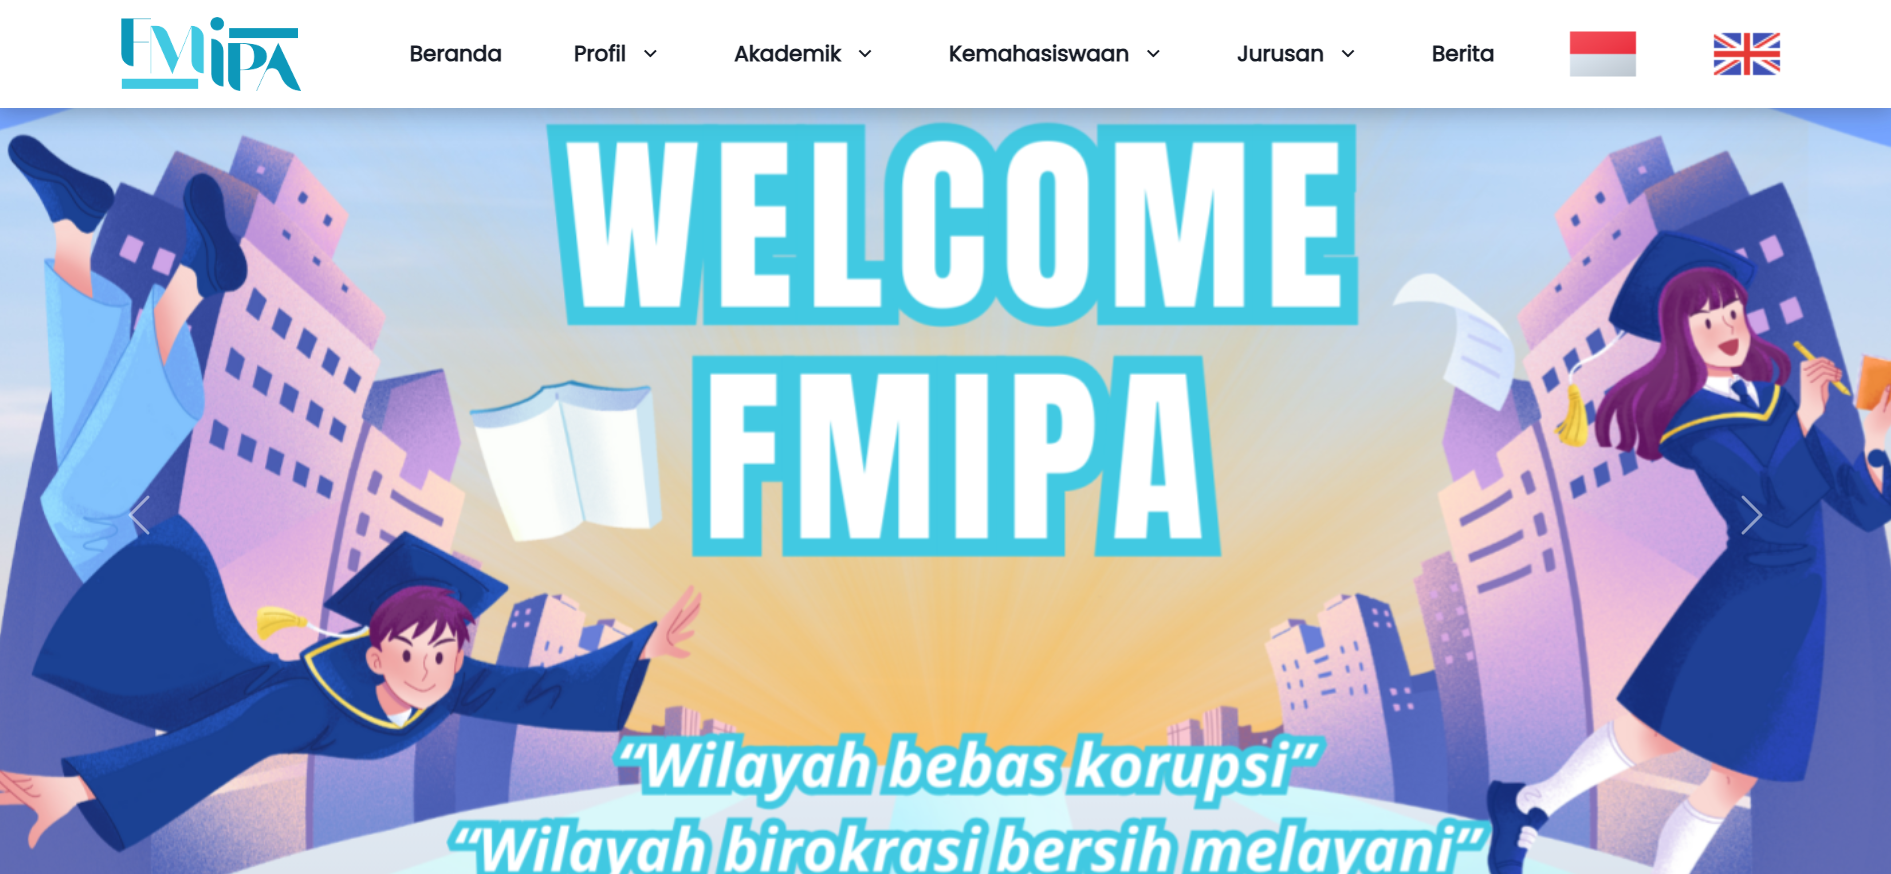 FMIPA
Beranda
Profil
Akademik
Kemahasiswaan
Jurusan
Berita
WELCOME
FMIPA
“Wilayah bebas korupsi”
“Wilayah birokrasi bersih melayani”